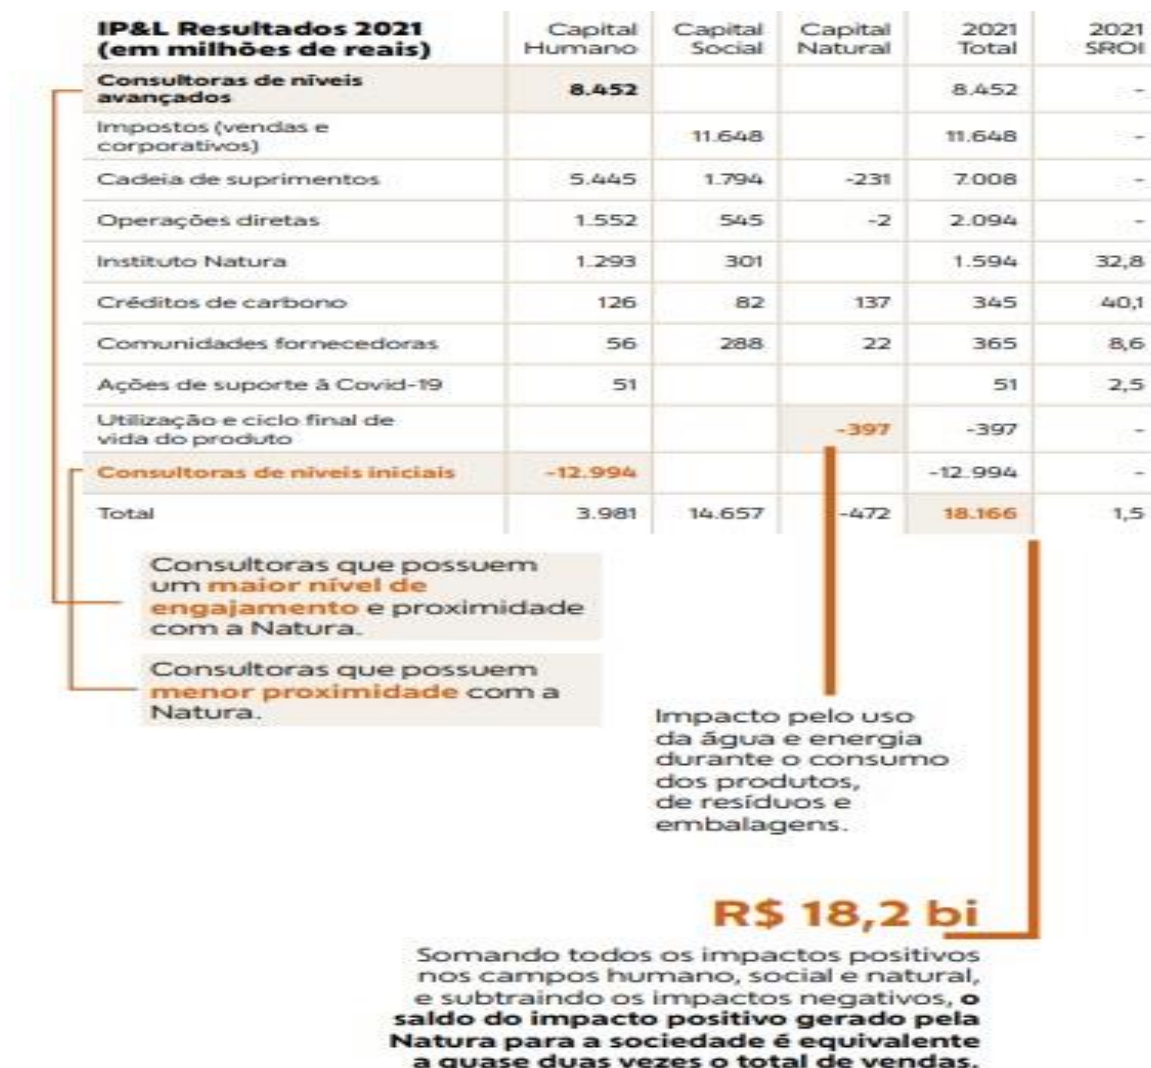 IP&L Resultados 2021 (em milhões de reais) Capital Humano Capital Social Capital Natural 2021 Total 2021 SROI
Consultoras de níveis avançados 8.452 8.452 -
Impostos (vendas e corporativos) 11.648 11.648 -
Cadeia de suprimentos 5.445 1.794 -231 7.008 -
Operações diretas 1.552 545 -2 2.094 -
Instituto Natura 1.293 301 1.594 32,8
Créditos de carbono 126 82 137 345 40,1
Comunidades fornecedoras 56 288 22 365 8,6
Ações de suporte à Covid-19 51 51 2,5
Utilização e ciclo final de vida do produto -397 -397 -
Consultoras de níveis iniciais -12.994 -12.994 -
Total 3.981 14.657 -472 18.166 1,5
Consultoras que possuem
um maior nível de
engajamento e proximidade
com a Natura.
Consultoras que possuem
menor proximidade com a
Natura.
Impacto pelo uso
da água e energia
durante o consumo
dos produtos,
de resíduos e
embalagens.
R$ 18,2 bi
Somando todos os impactos positivos
nos campos humano, social e natural,
e subtraindo os impactos negativos, o
saldo do impacto positivo gerado pela
Natura para a sociedade é equivalente
a quase duas vezes o total de vendas.